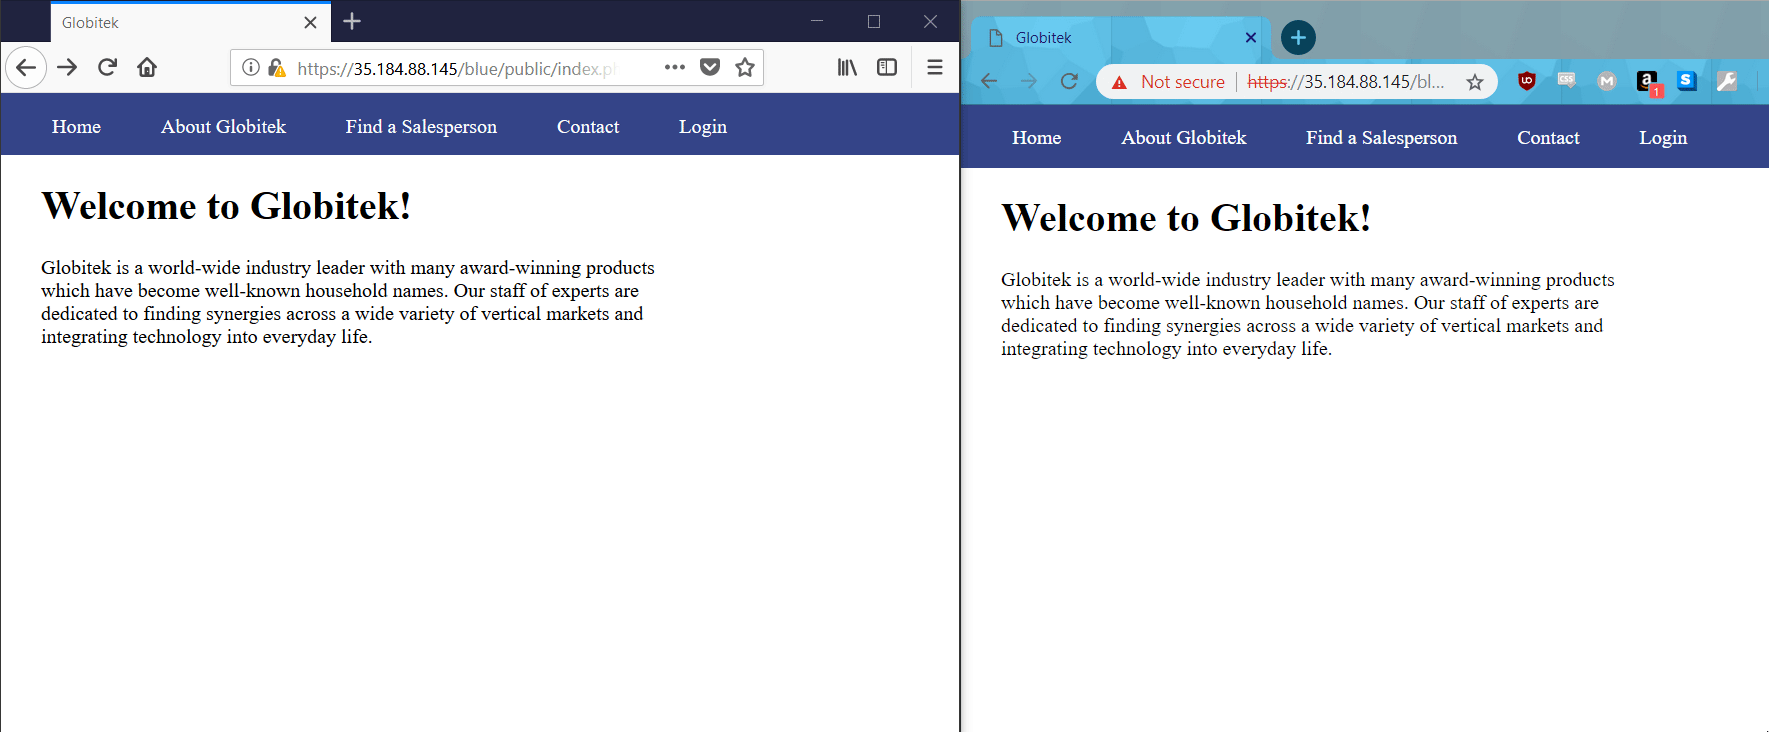 Globitek
https://35.184.88.145/blue/public/index.ph
Home About Globitek Find a Salesperson Contact Login
Welcome to Globitek!
Globitek is a world-wide industry leader with many award-winning products
which have become well-known household names. Our staff of experts are
dedicated to finding synergies across a wide variety of vertical markets and
integrating technology into everyday life.
Globitek
Not secure https://35.184.88.145/bl...
CSS
M
a
1
S
Home About Globitek Find a Salesperson Contact Login
Welcome to Globitek!
Globitek is a world-wide industry leader with many award-winning products
which have become well-known household names. Our staff of experts are
dedicated to finding synergies across a wide variety of vertical markets and
integrating technology into everyday life.